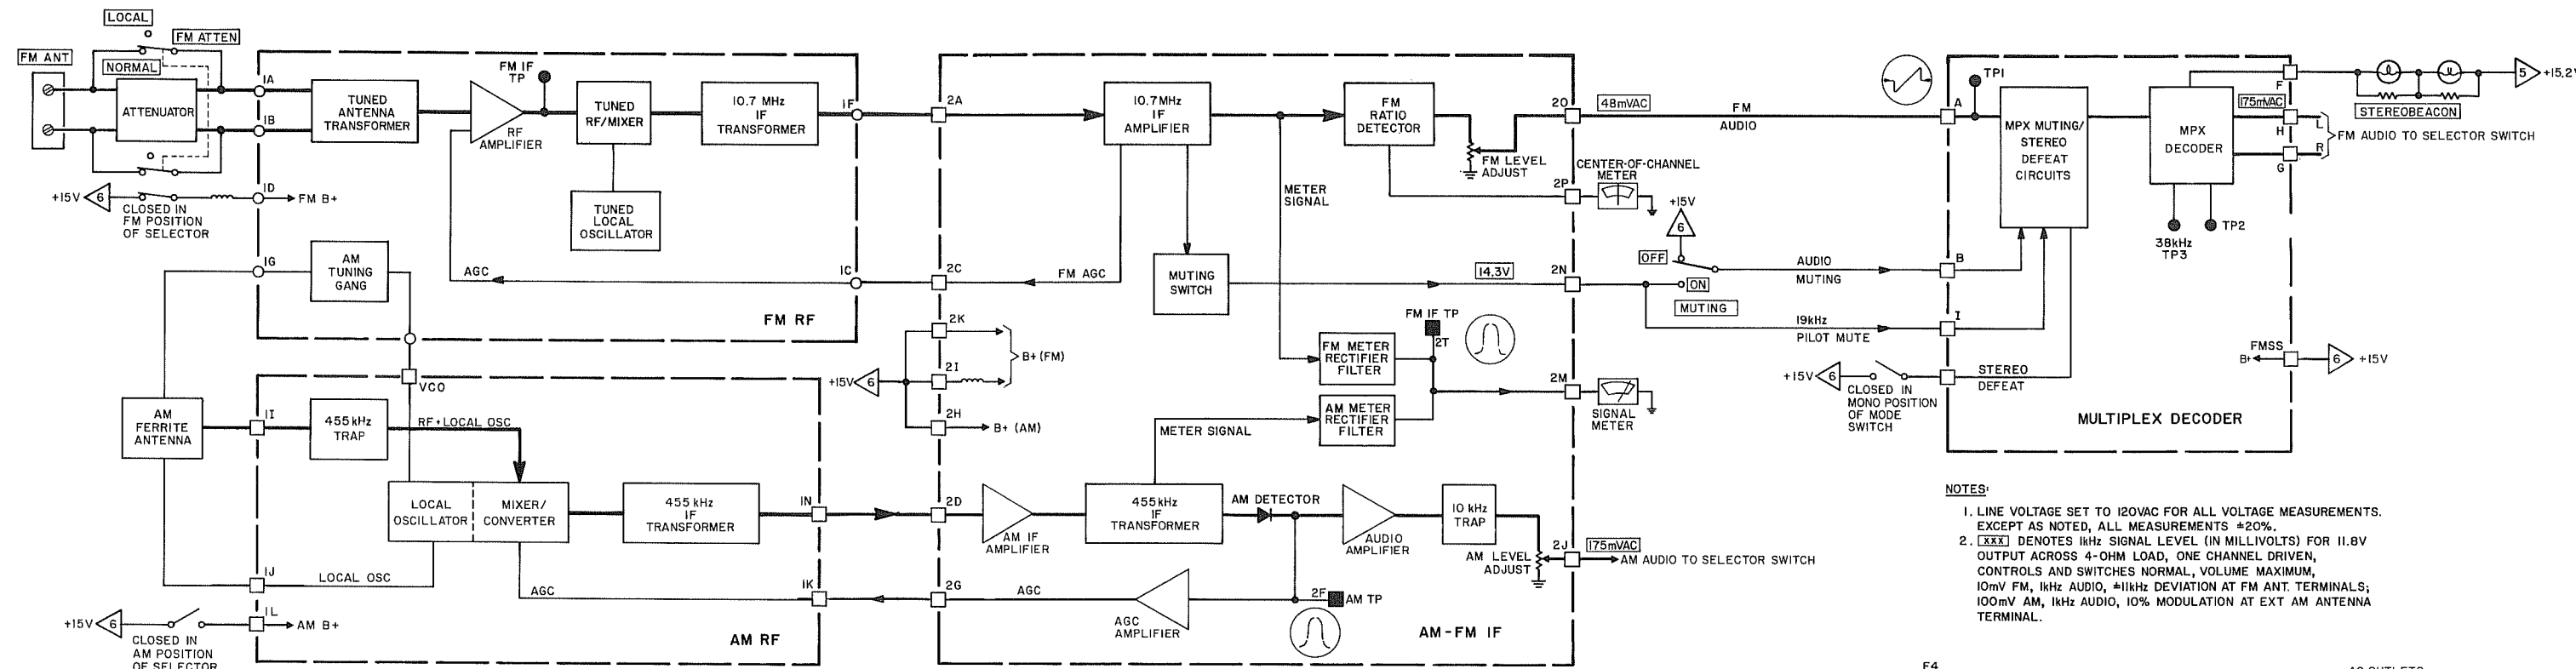 LOCAL
FM ATTEN
FM ANT
NORMAL
ATTENUATOR
1A
1B
TUNED
ANTENNA
TRANSFORMER
FM IF
TP
RF
AMPLIFIER
TUNED
RF/MIXER
10.7 MHz
IF
TRANSFORMER
1F
TUNED
LOCAL
OSCILLATOR
+15V
6
CLOSED IN
FM POSITION
OF SELECTOR
1D
FM B+
1G
AM
TUNING
GANG
AGC
1C
FM RF
2A
10.7MHz
IF
AMPLIFIER
FM
RATIO
DETECTOR
FM LEVEL
ADJUST
METER
SIGNAL
2O
48mVAC
FM
AUDIO
CENTER-OF-CHANNEL
METER
2P
2C
FM AGC
MUTING
SWITCH
14.3V
2N
+15V
6
OFF
ON
MUTING
AUDIO
MUTING
19kHz
PILOT MUTE
2K
2I
B+ (FM)
+15V
6
2H
B+ (AM)
FM METER
RECTIFIER
FILTER
FM IF TP
2T
AM METER
RECTIFIER
FILTER
2M
SIGNAL
METER
METER SIGNAL
TP1
A
MPX MUTING/
STEREO
DEFEAT
CIRCUITS
MPX
DECODER
F
175mVAC
H
L
R
G
FM AUDIO TO SELECTOR SWITCH
STEREOBEACON
5
+15.2V
38kHz
TP3
TP2
B
I
+15V
6
CLOSED IN
MONO POSITION
OF MODE
SWITCH
STEREO
DEFEAT
FMSS
B+
6
+15V
MULTIPLEX DECODER
VCO
AM
FERRITE
ANTENNA
1I
455kHz
TRAP
RF+LOCAL OSC
LOCAL
OSCILLATOR
MIXER/
CONVERTER
455 kHz
IF
TRANSFORMER
1N
1J
LOCAL OSC
AGC
1K
+15V
6
CLOSED IN
AM POSITION
OF SELECTOR
1L
AM B+
AM RF
2D
AM IF
AMPLIFIER
455kHz
IF
TRANSFORMER
AM DETECTOR
AUDIO
AMPLIFIER
10 kHz
TRAP
AM LEVEL
ADJUST
2J
175mVAC
AM AUDIO TO SELECTOR SWITCH
2G
AGC
AGC
AMPLIFIER
2F
AM TP
AM-FM IF
NOTES:
1. LINE VOLTAGE SET TO 120VAC FOR ALL VOLTAGE MEASUREMENTS.
EXCEPT AS NOTED, ALL MEASUREMENTS ±20%.
2. XXX DENOTES 1kHz SIGNAL LEVEL (IN MILLIVOLTS) FOR 11.8V
OUTPUT ACROSS 4-OHM LOAD, ONE CHANNEL DRIVEN,
CONTROLS AND SWITCHES NORMAL, VOLUME MAXIMUM,
10mV FM, 1kHz AUDIO, ±11kHz DEVIATION AT FM ANT. TERMINALS;
100mV AM, 1kHz AUDIO, 10% MODULATION AT EXT AM ANTENNA
TERMINAL.